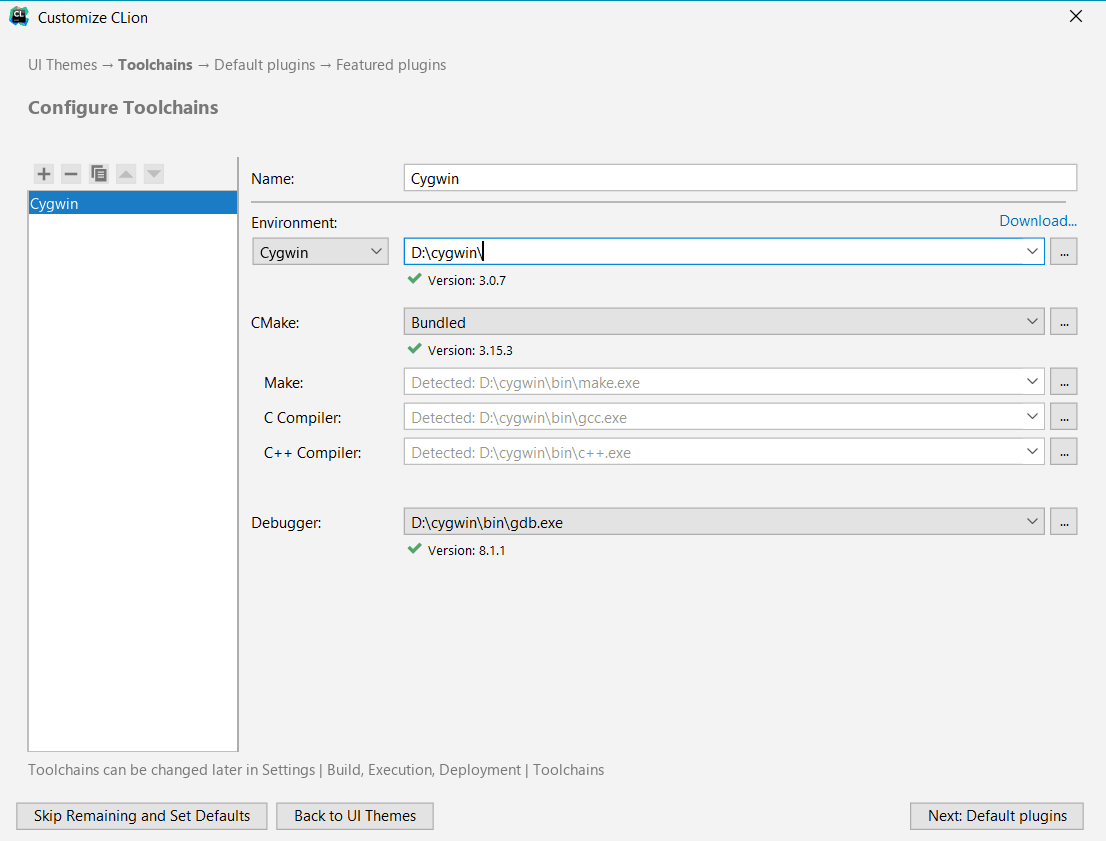 Customize CLion
UI Themes → Toolchains → Default plugins → Featured plugins
Configure Toolchains
Cygwin
Name: Cygwin
Environment: Download...
Cygwin D:\cygwin\ ...
Version: 3.0.7
CMake: Bundled ...
Version: 3.15.3
Make: Detected: D:\cygwin\bin\make.exe ...
C Compiler: Detected: D:\cygwin\bin\gcc.exe ...
C++ Compiler: Detected: D:\cygwin\bin\c++.exe ...
Debugger: D:\cygwin\bin\gdb.exe ...
Version: 8.1.1
Toolchains can be changed later in Settings | Build, Execution, Deployment | Toolchains
Skip Remaining and Set Defaults Back to UI Themes Next: Default plugins